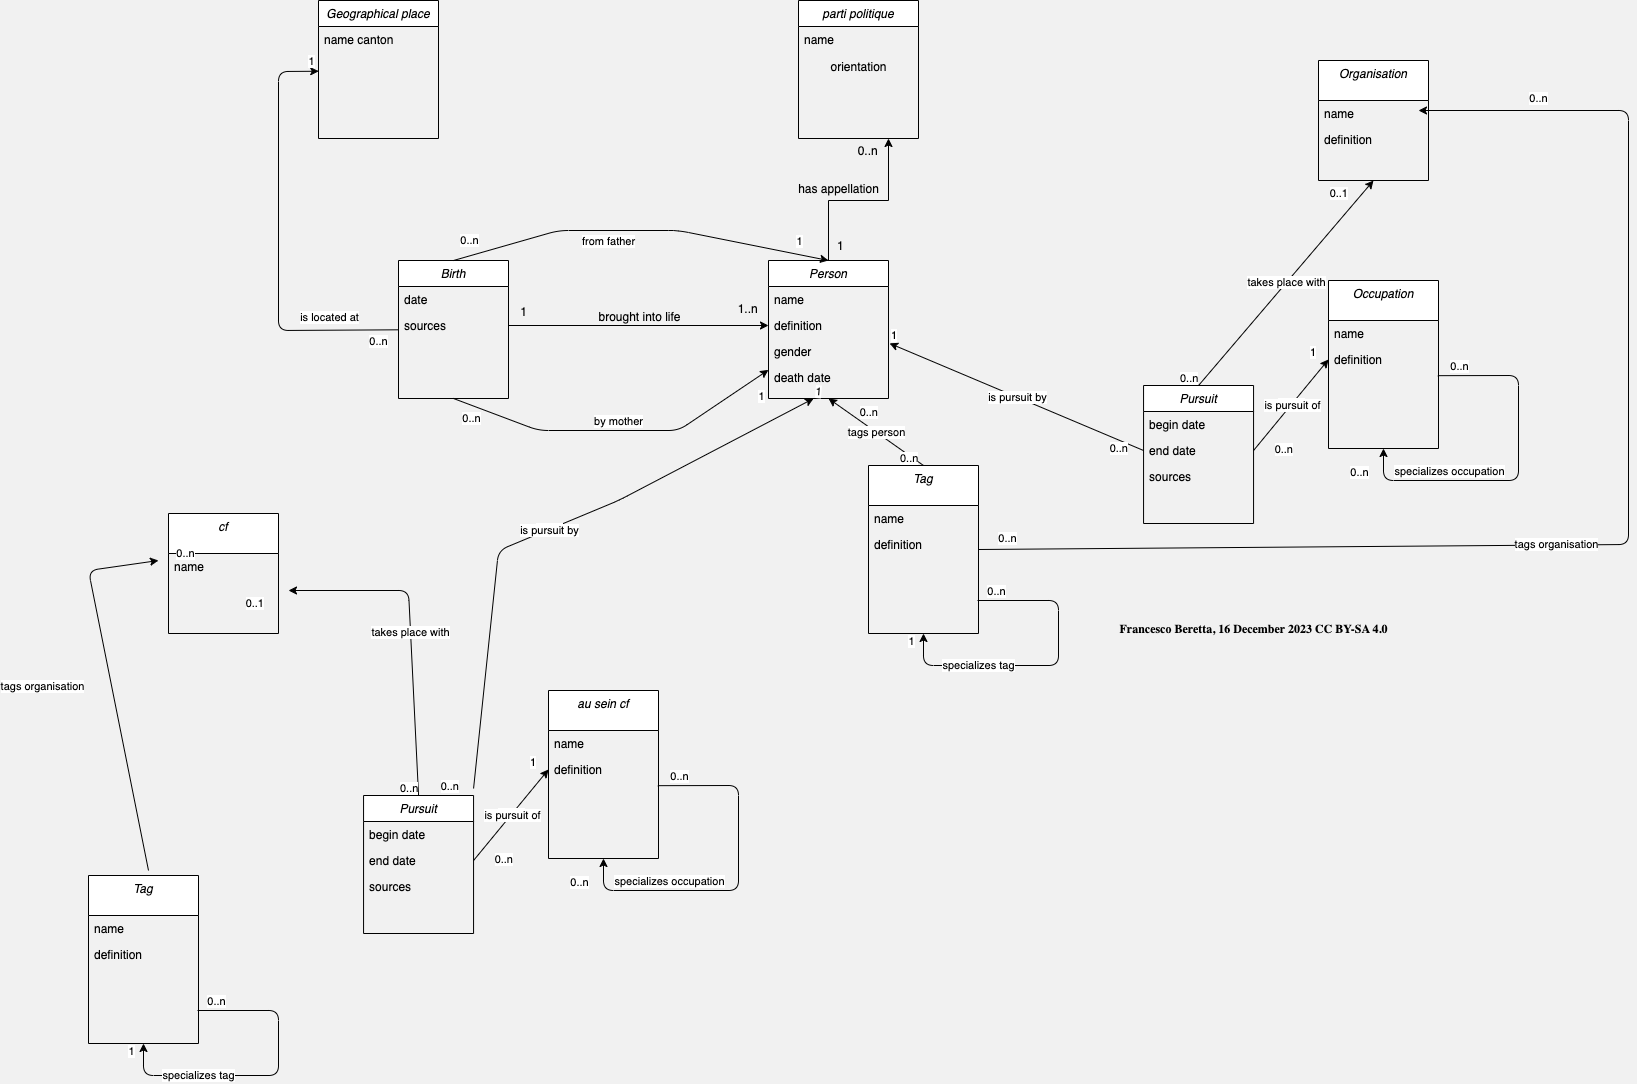 Geographical place
name canton
1
parti politique
name
orientation
0..n
has appellation
1
Organisation
name
definition
0..n
0..1
takes place with
0..n
from father
1
Birth
date
sources
is located at
0..n
1
brought into life
1..n
Person
name
definition
gender
death date
1
1
0..n
by mother
1
is pursuit by
0..n
0..n
tags person
0..n
Occupation
name
definition
1
0..n
is pursuit of
0..n
0..n
specializes occupation
0..n
Pursuit
begin date
end date
sources
Tag
name
definition
0..n
tags organisation
0..n
1
specializes tag
Francesco Beretta, 16 December 2023 CC BY-SA 4.0
is pursuit by
cf
0..n
name
0..1
takes place with
tags organisation
0..n
0..n
au sein cf
name
definition
1
0..n
is pursuit of
0..n
0..n
specializes occupation
Pursuit
begin date
end date
sources
Tag
name
definition
0..n
1
specializes tag